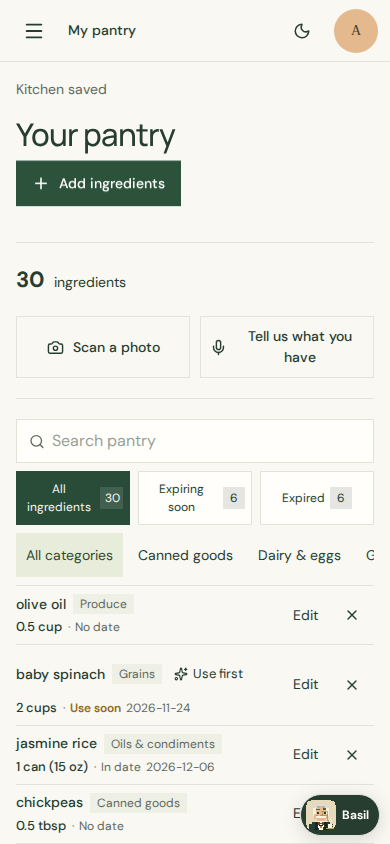 My pantry
A
Kitchen saved
Your pantry
Add ingredients
30 ingredients
Scan a photo
Tell us what you
have
Search pantry
All
ingredients 30
Expiring
soon 6
Expired 6
All categories Canned goods Dairy & eggs
olive oil Produce
0.5 cup · No date
Edit
baby spinach Grains Use first
2 cups · Use soon 2026-11-24
Edit
jasmine rice Oils & condiments
1 can (15 oz) · In date 2026-12-06
Edit
chickpeas Canned goods
0.5 tbsp · No date
Basil